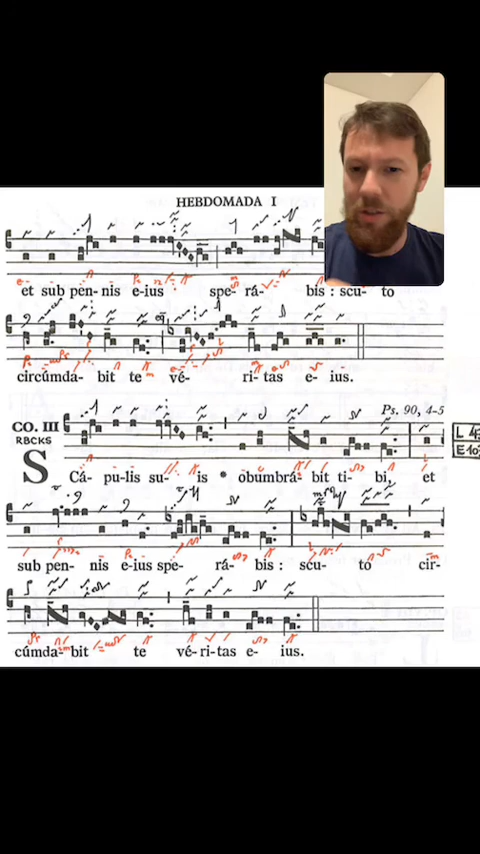 HEBDOMADA I
et sub pen- nis e-ius spe- rá- bis : scu- to
circúmda- bit te vé- ri- tas e- ius.
Ps. 90, 4-5
CO. III
RBCKS
SCá- pu-lis su- is * obumbrá- bit ti- bi, et
sub pen- nis e-ius spe- rá- bis : scu- to cir-
cúmda- bit te vé- ri- tas e- ius.